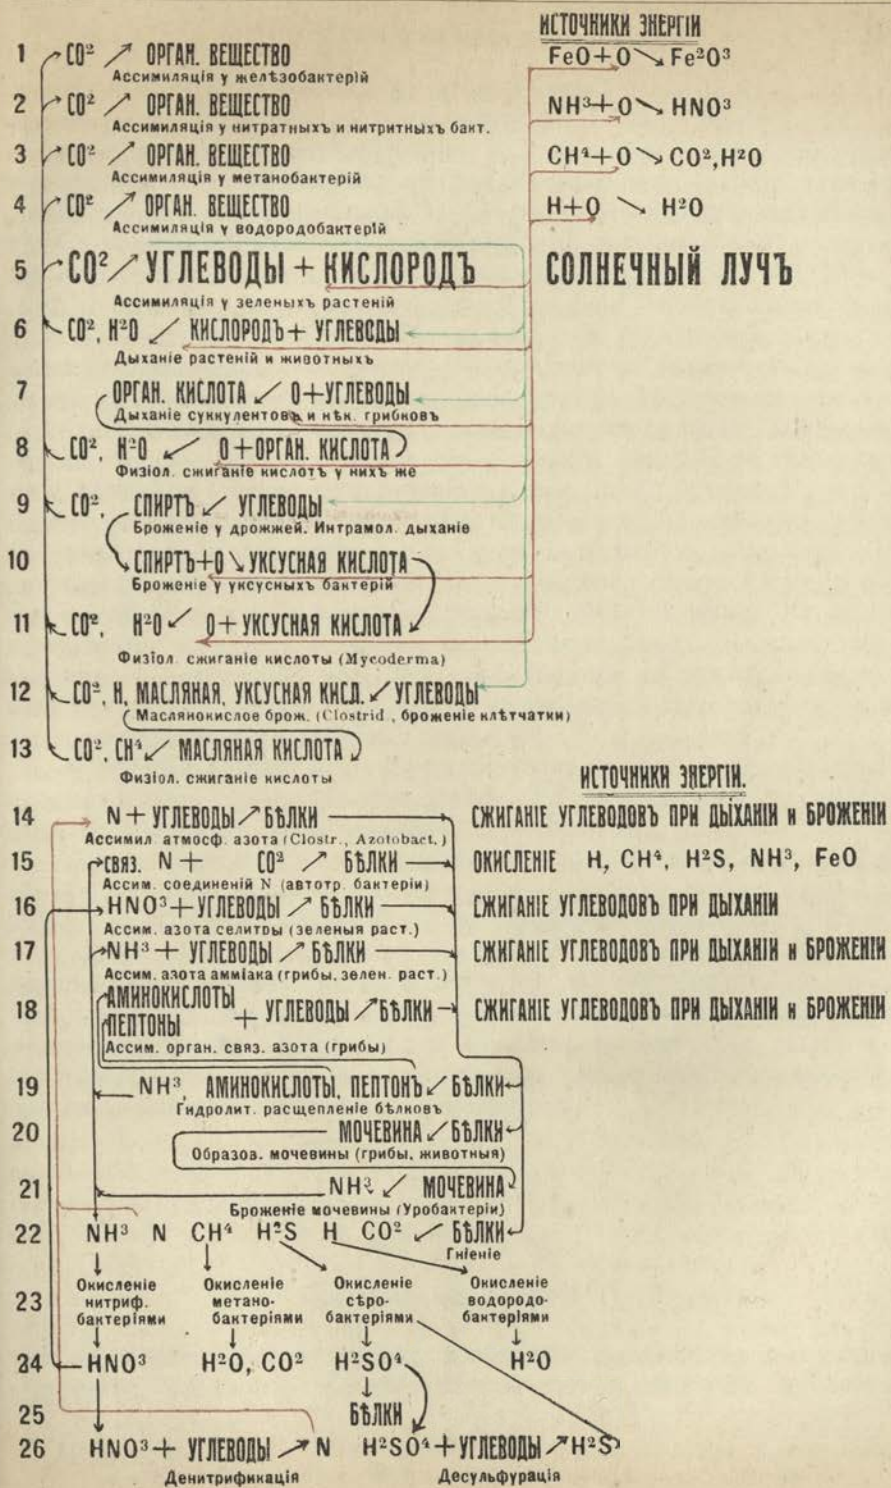 ИСТОЧНИКИ ЭНЕРГІИ
1 CO² ↗ ОРГАН. ВЕЩЕСТВО FeO+O↘Fe²O³
Ассимиляція у желѣзобактерій
2 CO² ↗ ОРГАН. ВЕЩЕСТВО NH³+O↘HNO³
Ассимиляція у нитратныхъ и нитритныхъ бакт.
3 CO² ↗ ОРГАН. ВЕЩЕСТВО CH⁴+O↘CO²,H²O
Ассимиляція у метанобактерій
4 CO² ↗ ОРГАН. ВЕЩЕСТВО H+O ↘ H²O
Ассимиляція у водородобактерій
5 CO²↗УГЛЕВОДЫ + КИСЛОРОДЪ СОЛНЕЧНЫЙ ЛУЧЪ
Ассимиляція у зеленыхъ растеній
6 CO², H²O ↙ КИСЛОРОДЪ+ УГЛЕВОДЫ
Дыханіе растеній и животныхъ
7 ОРГАН. КИСЛОТА ↙ O+УГЛЕВОДЫ
Дыханіе суккулентовъ и нѣк. грибковъ
8 CO², H²O ↙ O+ОРГАН. КИСЛОТА
Физіол. сжиганіе кислотъ у нихъ же
9 CO², СПИРТЪ ↙ УГЛЕВОДЫ
Броженіе у дрожжей. Интрамол. дыханіе
10 СПИРТЪ+O↘УКСУСНАЯ КИСЛОТА
Броженіе у уксусныхъ бактерій
11 CO², H²O↙ O+УКСУСНАЯ КИСЛОТА
Физіол. сжиганіе кислоты (Mycoderma)
12 CO², H, МАСЛЯНАЯ, УКСУСНАЯ КИСЛ.↙УГЛЕВОДЫ
Маслянокислое брож. (Clostrid., броженіе клѣтчатки)
13 CO², CH⁴↙ МАСЛЯНАЯ КИСЛОТА
Физіол. сжиганіе кислоты
ИСТОЧНИКИ ЭНЕРГІИ.
14 N+УГЛЕВОДЫ↗БѢЛКИ СЖИГАНІЕ УГЛЕВОДОВЪ ПРИ ДЫХАНІИ и БРОЖЕНІИ
Ассимил. атмосф. азота (Clostr., Azotobact.)
15 СВЯЗ. N+ CO² ↗ БѢЛКИ ОКИСЛЕНІЕ H, CH⁴, H²S, NH³, FeO
Ассим. соединеній N (автотр. бактеріи)
16 HNO³+УГЛЕВОДЫ ↗ БѢЛКИ СЖИГАНІЕ УГЛЕВОДОВЪ ПРИ ДЫХАНІИ
Ассим. азота селитры (зеленыя раст.)
17 NH³+ УГЛЕВОДЫ ↗ БѢЛКИ СЖИГАНІЕ УГЛЕВОДОВЪ ПРИ ДЫХАНІИ и БРОЖЕНІИ
Ассим. азота амміака (грибы, зелен. раст.)
АМИНОКИСЛОТЫ
18 + УГЛЕВОДЫ ↗БѢЛКИ СЖИГАНІЕ УГЛЕВОДОВЪ ПРИ ДЫХАНІИ и БРОЖЕНІИ
ПЕПТОНЫ
Ассим. орган. связ. азота (грибы)
19 NH³, АМИНОКИСЛОТЫ, ПЕПТОНЪ↙БѢЛКИ
Гидролит. расщепленіе бѣлковъ
20 МОЧЕВИНА↙БѢЛКИ
Образов. мочевины (грибы, животныя)
21 NH³ ↙ МОЧЕВИНА
Броженіе мочевины (Уробактеріи)
22 NH³ N CH⁴ H²S H CO² ↙ БѢЛКИ
Гніеніе
Окисленіе Окисленіе Окисленіе Окисленіе
23 нитриф. метано- сѣро- водородо-
бактеріями бактеріями бактеріями бактеріями
24 HNO³ H²O, CO² H²SO⁴ H²O
25 БѢЛКИ
26 HNO³+ УГЛЕВОДЫ ↗N H²SO⁴+УГЛЕВОДЫ↗H²S
Денитрификація Десульфурація